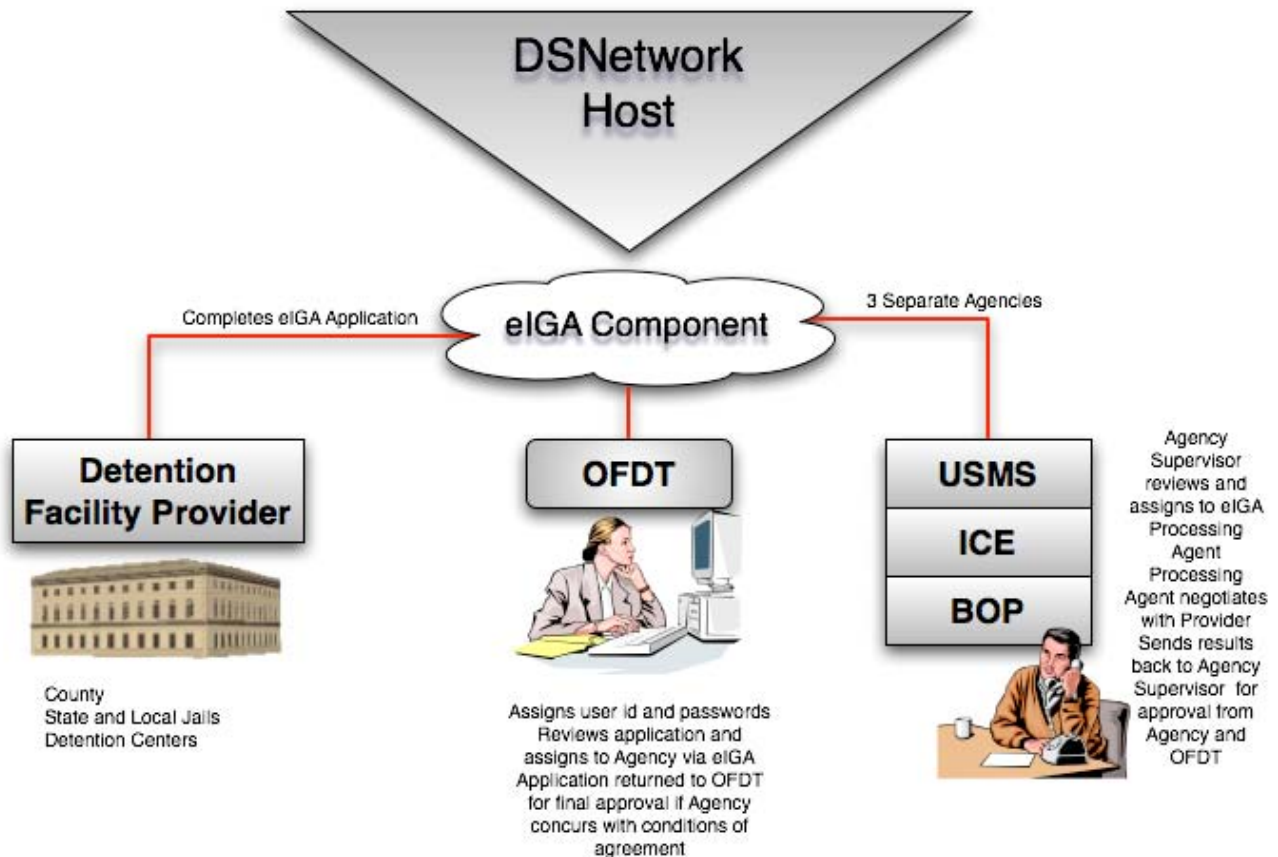 DSNetwork
Host
Completes eIGA Application
eIGA Component
3 Separate Agencies
Detention
Facility Provider
County
State and Local Jails
Detention Centers
OFDT
Assigns user id and passwords
Reviews application and
assigns to Agency via eIGA
Application returned to OFDT
for final approval if Agency
concurs with conditions of
agreement
USMS
ICE
BOP
Agency
Supervisor
reviews and
assigns to eIGA
Processing
Agent
Processing
Agent negotiates
with Provider
Sends results
back to Agency
Supervisor for
approval from
Agency and
OFDT